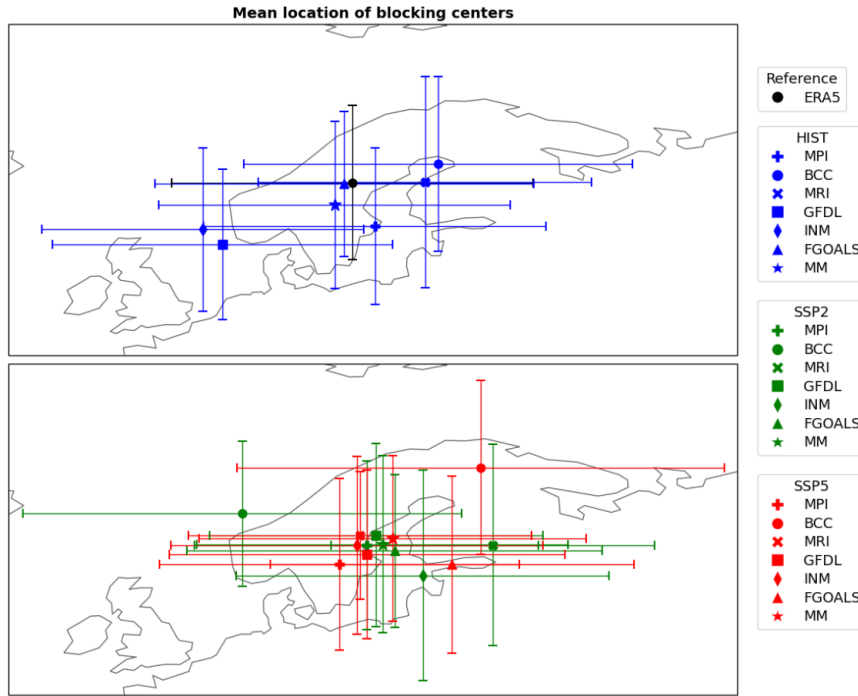 Mean location of blocking centers
Reference
ERA5
HIST
MPI
BCC
MRI
GFDL
INM
FGOALS
MM
SSP2
MPI
BCC
MRI
GFDL
INM
FGOALS
MM
SSP5
MPI
BCC
MRI
GFDL
INM
FGOALS
MM